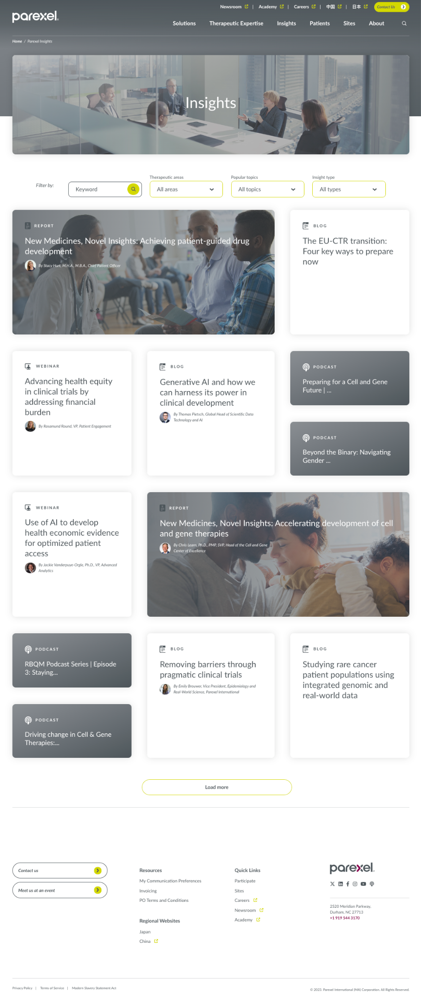 Newsroom | Academy | Careers | 中国 | 日本 Contact Us
parexel.
Solutions Therapeutic Expertise Insights Patients Sites About
Home / Parexel Insights
Insights
Filter by:
Keyword
Therapeutic areas
All areas
Popular topics
All topics
Insight type
All types
REPORT
New Medicines, Novel Insights: Achieving patient-guided drug
development
By Stacy Hurt, M.H.A., M.B.A., Chief Patient Officer
BLOG
The EU-CTR transition:
Four key ways to prepare
now
WEBINAR
Advancing health equity
in clinical trials by
addressing financial
burden
By Rosamund Round, VP, Patient Engagement
BLOG
Generative AI and how we
can harness its power in
clinical development
By Thomas Pietsch, Global Head of Scientific Data
Technology and AI
PODCAST
Preparing for a Cell and Gene
Future | ...
PODCAST
Beyond the Binary: Navigating
Gender ...
WEBINAR
Use of AI to develop
health economic evidence
for optimized patient
access
By Jackie Vanderpuye-Orgle, Ph.D., VP, Advanced
Analytics
REPORT
New Medicines, Novel Insights: Accelerating development of cell
and gene therapies
By Chris Learn, Ph.D., PMP, SVP, Head of the Cell and Gene
Center of Excellence
PODCAST
RBQM Podcast Series | Episode
3: Staying...
PODCAST
Driving change in Cell & Gene
Therapies:...
BLOG
Removing barriers through
pragmatic clinical trials
By Emily Brouwer, Vice President, Epidemiology and
Real-World Science, Parexel International
BLOG
Studying rare cancer
patient populations using
integrated genomic and
real-world data
Load more
Contact us
Meet us at an event
Resources
My Communication Preferences
Invoicing
PO Terms and Conditions
Regional Websites
Japan
China
Quick Links
Participate
Sites
Careers
Newsroom
Academy
parexel.
2520 Meridian Parkway,
Durham, NC 27713
+1 919 544 3170
Privacy Policy | Terms of Service | Modern Slavery Statement Act
© 2023. Parexel International (MA) Corporation. All Rights Reserved.